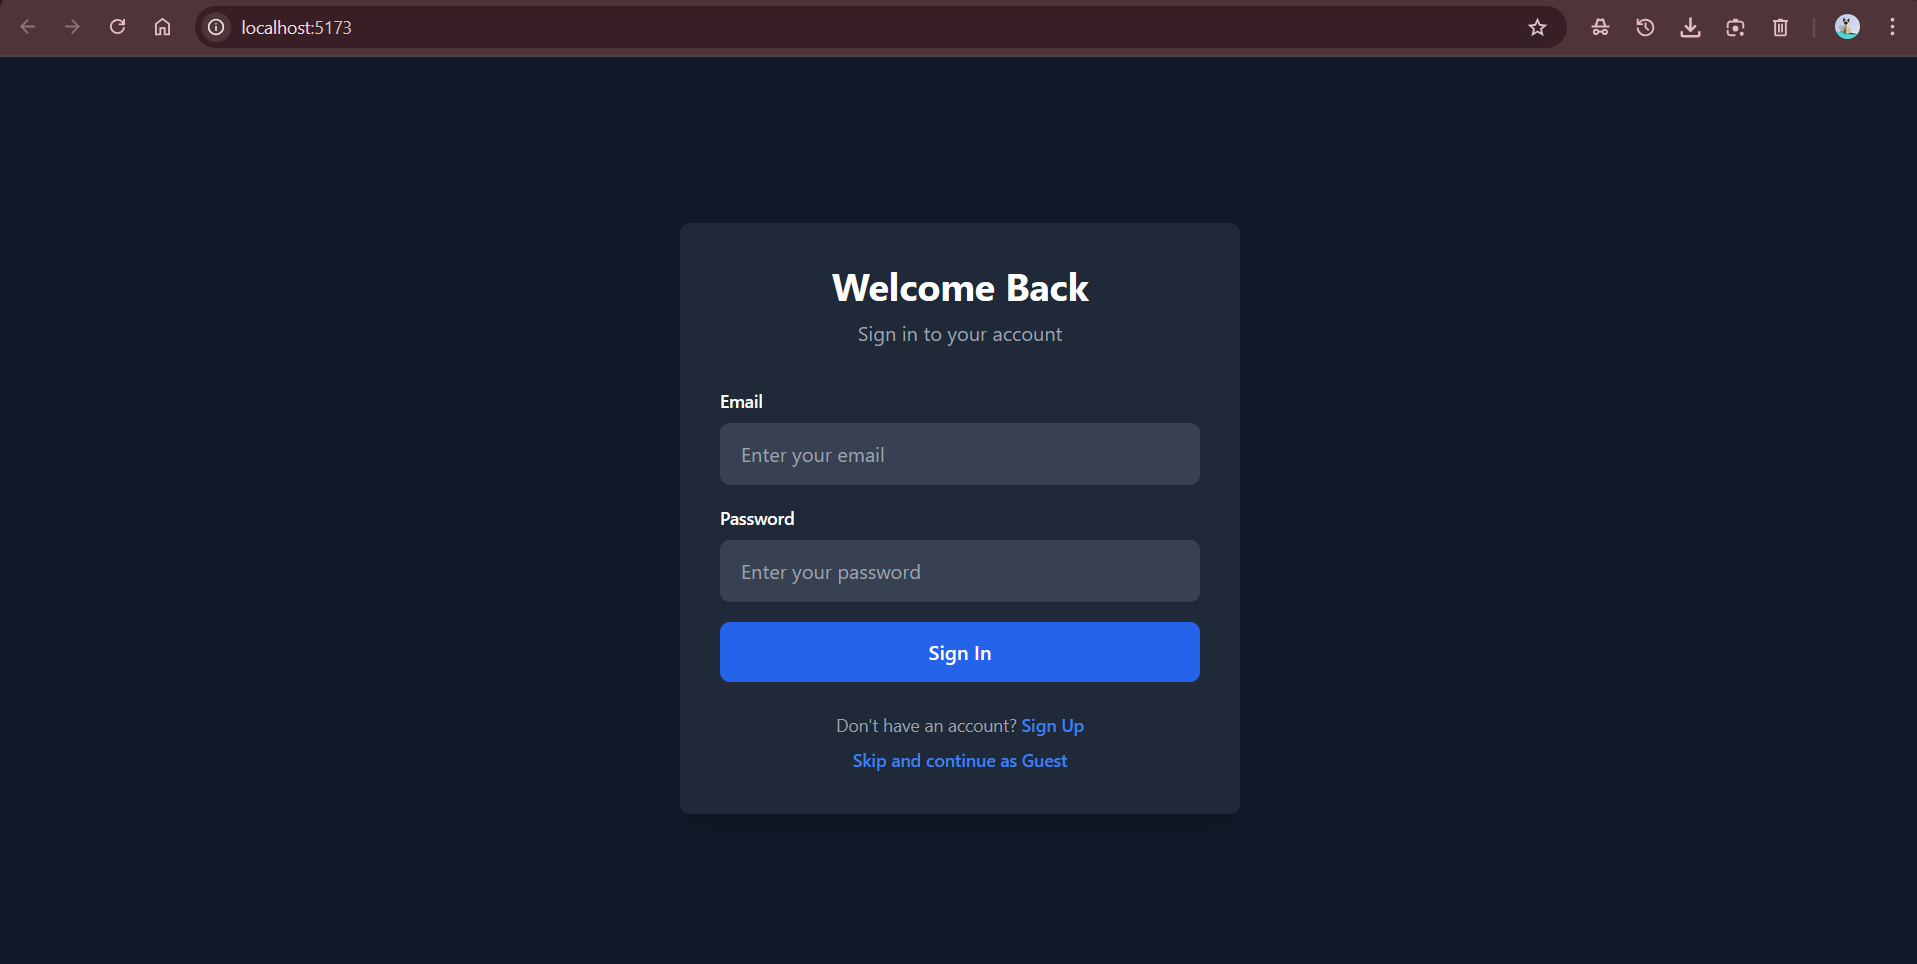 localhost:5173
Welcome Back
Sign in to your account
Email
Enter your email
Password
Enter your password
Sign In
Don't have an account? Sign Up
Skip and continue as Guest